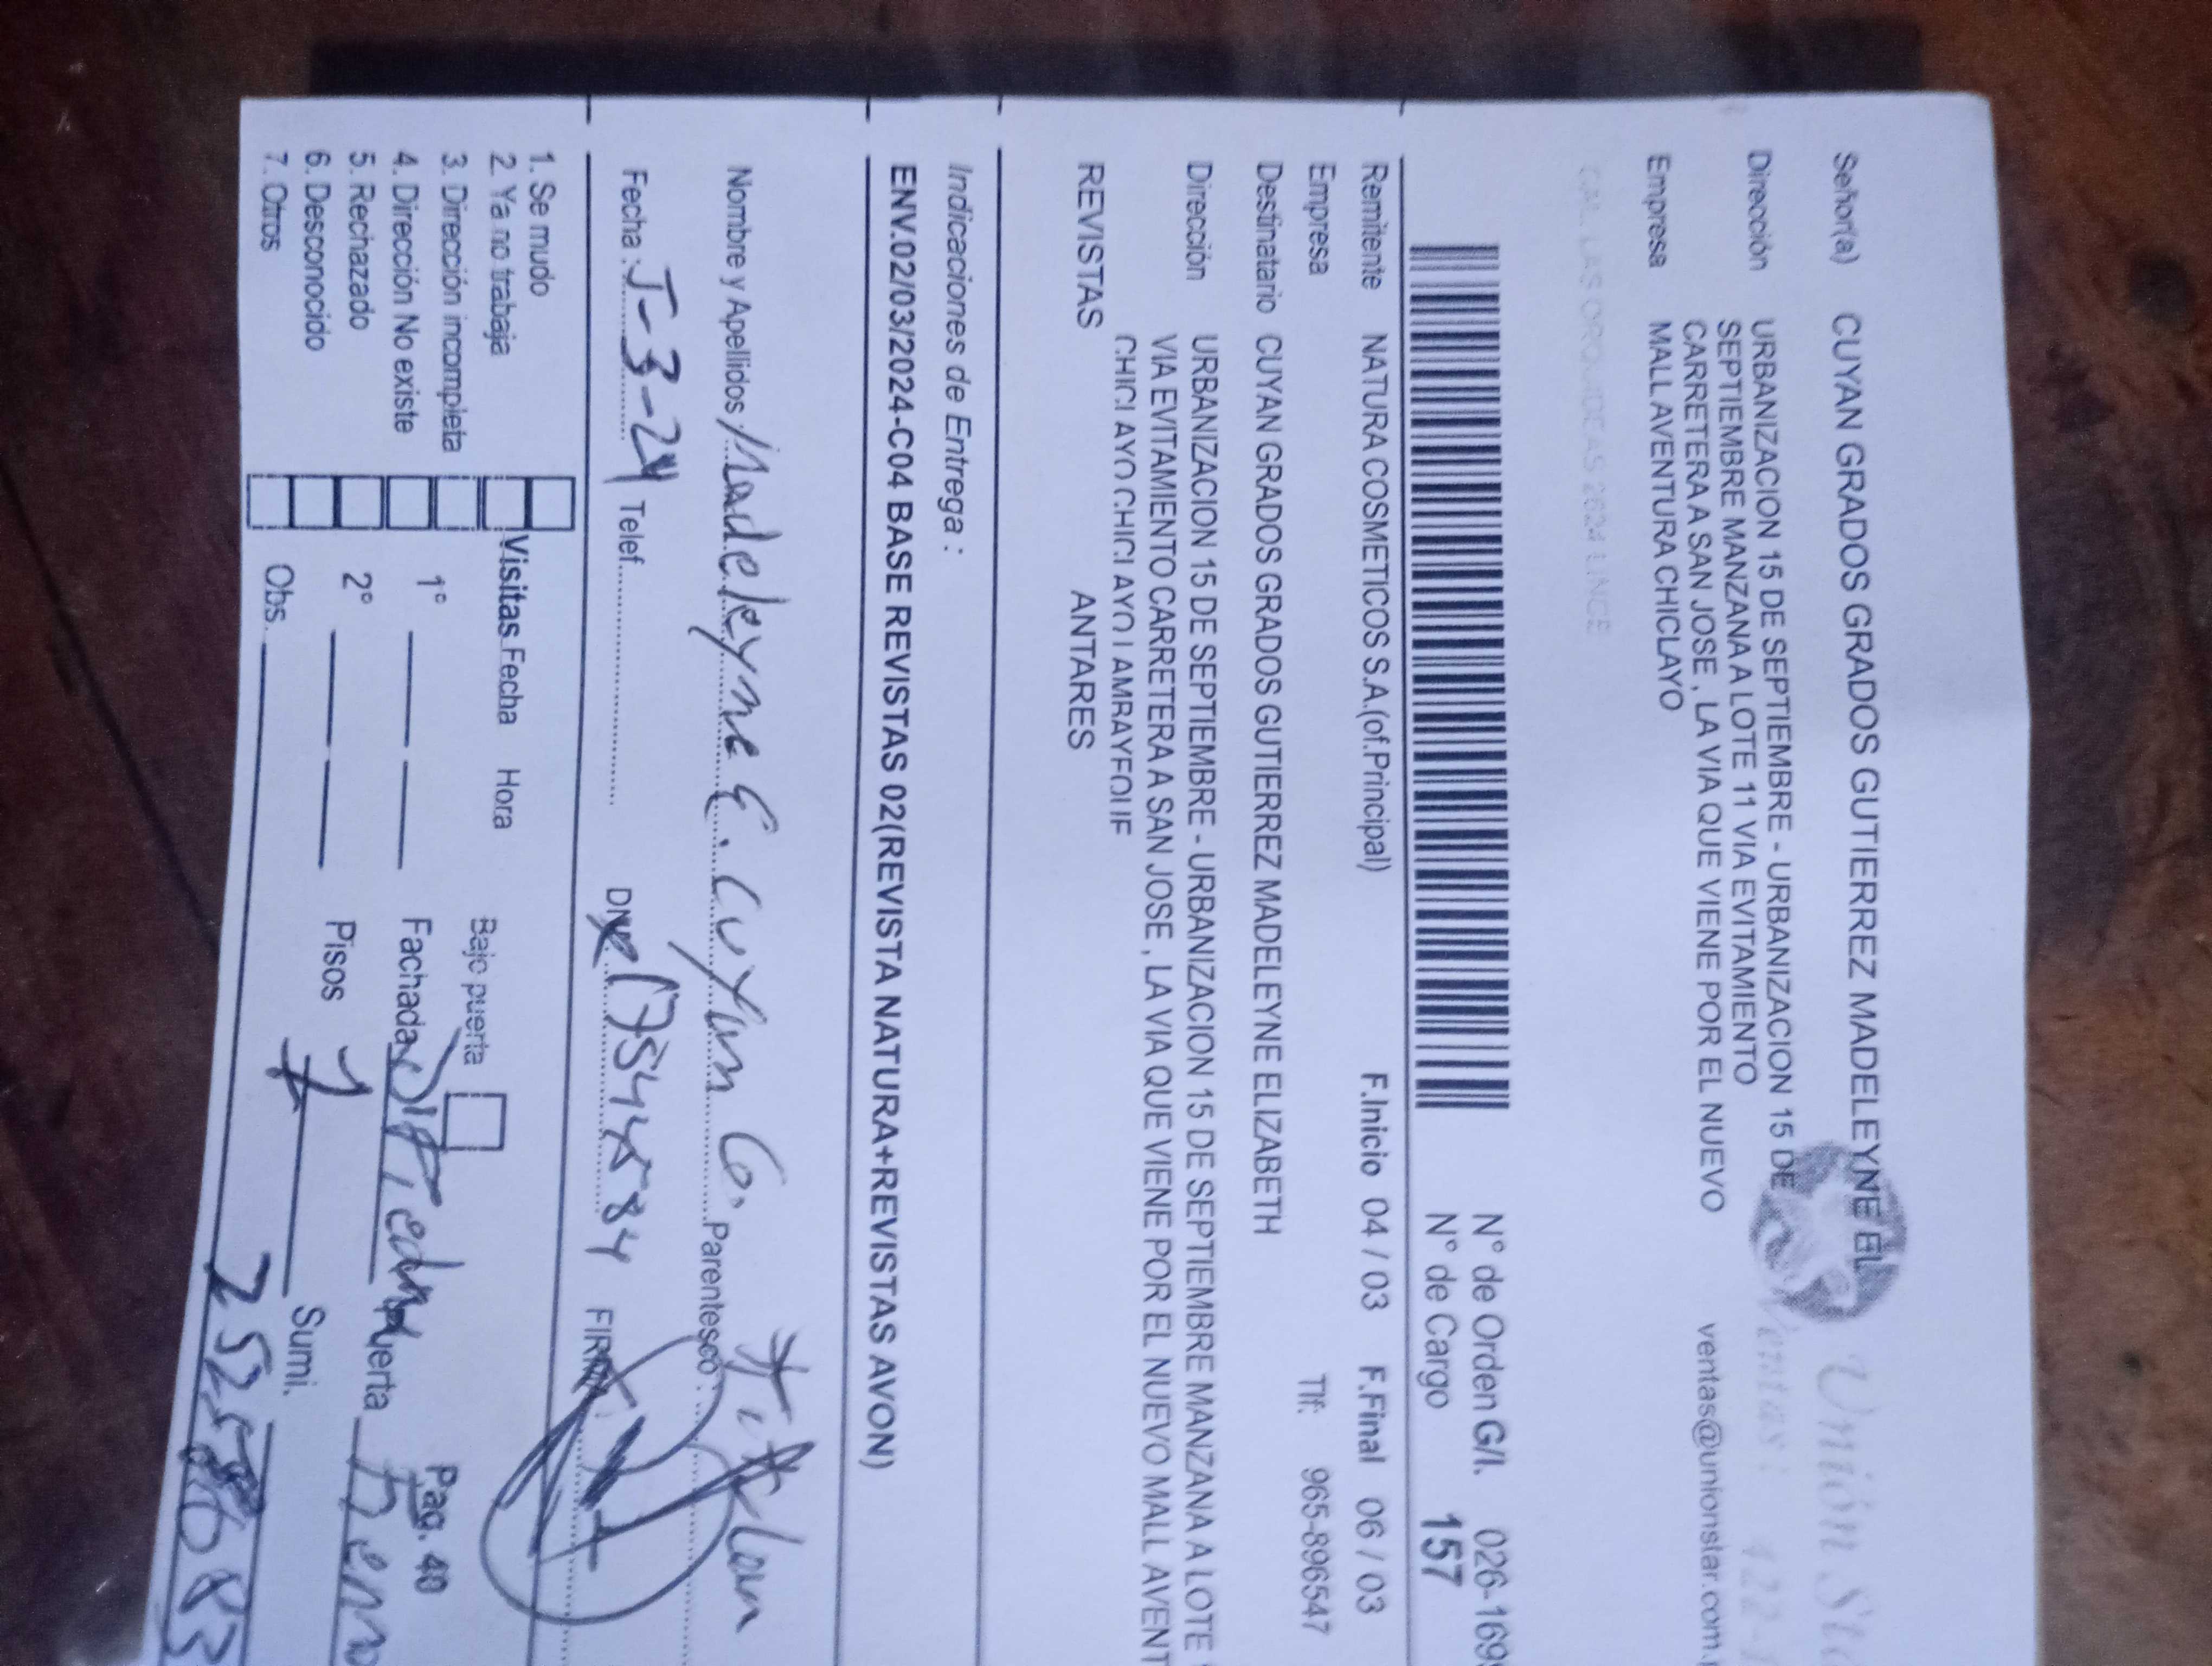 Unión
Señor(a) CUYAN GRADOS GUTIERREZ MADELEYNE EL
Ventas:
Dirección URBANIZACION 15 DE SEPTIEMBRE - URBANIZACION 15 DE
SEPTIEMBRE MANZANA A LOTE 11 VIA EVITAMIENTO
CARRETERA A SAN JOSE , LA VIA QUE VIENE POR EL NUEVO
ventas@unionstar.com.
Empresa MALL AVENTURA CHICLAYO
CAL. LAS ORQUIDEAS 2624 LINCE
N° de Orden G/I. 026-169
N° de Cargo 157
Remitente NATURA COSMETICOS S.A.(of.Principal) F.Inicio 04 / 03 F.Final 06 / 03
Empresa Tlf: 965-896547
Destinatario CUYAN GRADOS GUTIERREZ MADELEYNE ELIZABETH
Dirección URBANIZACION 15 DE SEPTIEMBRE - URBANIZACION 15 DE SEPTIEMBRE MANZANA A LOTE
VIA EVITAMIENTO CARRETERA A SAN JOSE , LA VIA QUE VIENE POR EL NUEVO MALL AVENT
CHICLAYO CHICLAYO LAMBAYEQUE
REVISTAS ANTARES
Indicaciones de Entrega :
ENV.02/03/2024-C04 BASE REVISTAS 02(REVISTA NATURA+REVISTAS AVON)
Nombre y Apellidos : Madeleyne E. Cuyan G. Parentesco :
Fecha : 5-3-24 Telef. DNI FIRMA
1. Se mudo
2. Ya no trabaja
3. Dirección incompleta
4. Dirección No existe
5. Rechazado
6. Desconocido
7. Otros
Visitas Fecha Hora
1°
2°
Obs.
Bajo puerta
Fachada Puerta
Pisos 1 Sumi.
Pag. 40